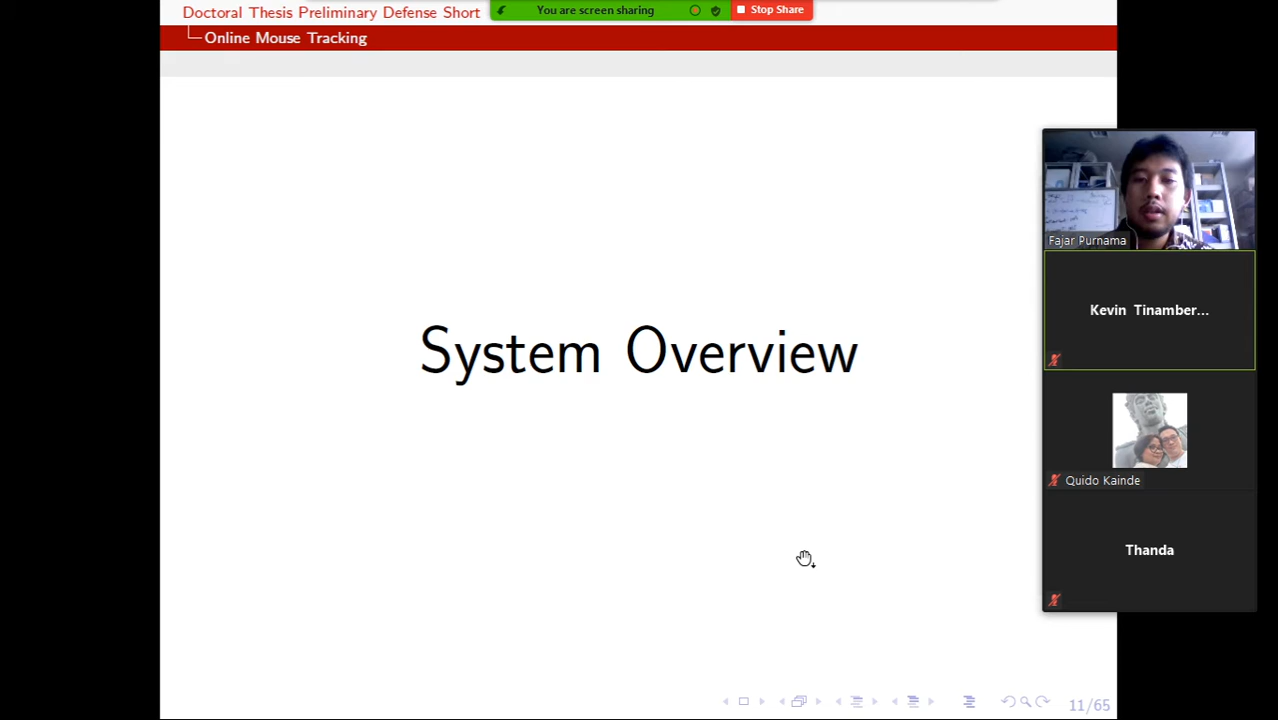 Doctoral Thesis Preliminary Defense Short
You are screen sharing
Stop Share
Online Mouse Tracking
System Overview
Fajar Purnama
Kevin Tinamber...
Quido Kainde
Thanda
11/65